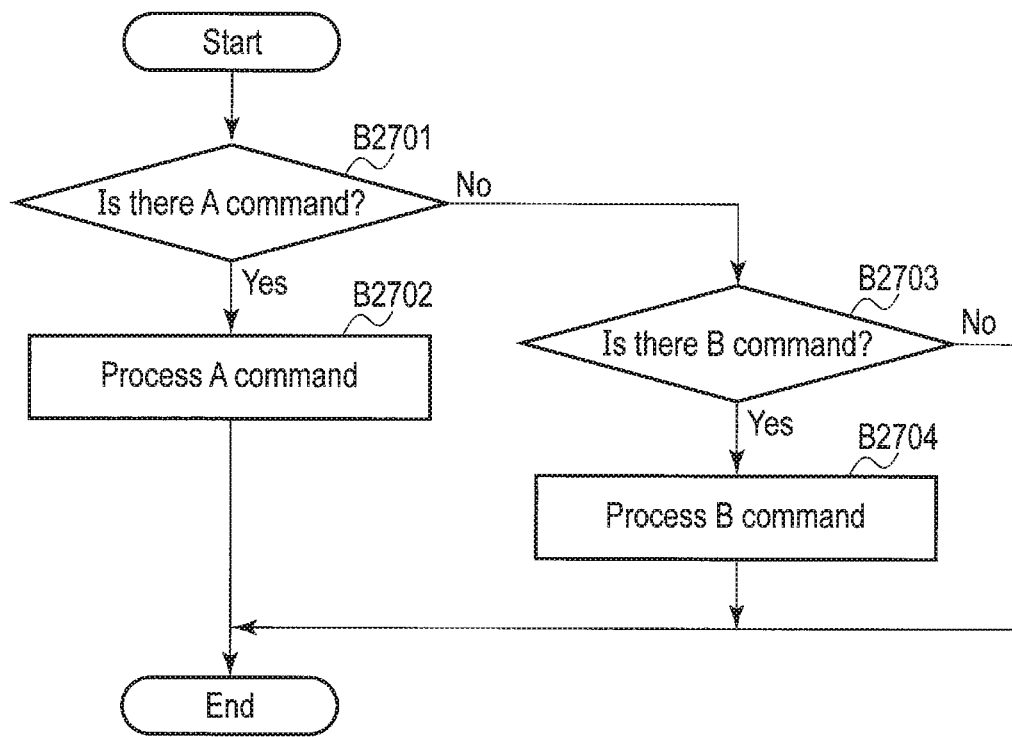 Start
B2701
Is there A command?
No
Yes
B2702
Process A command
B2703
Is there B command?
No
Yes
B2704
Process B command
End